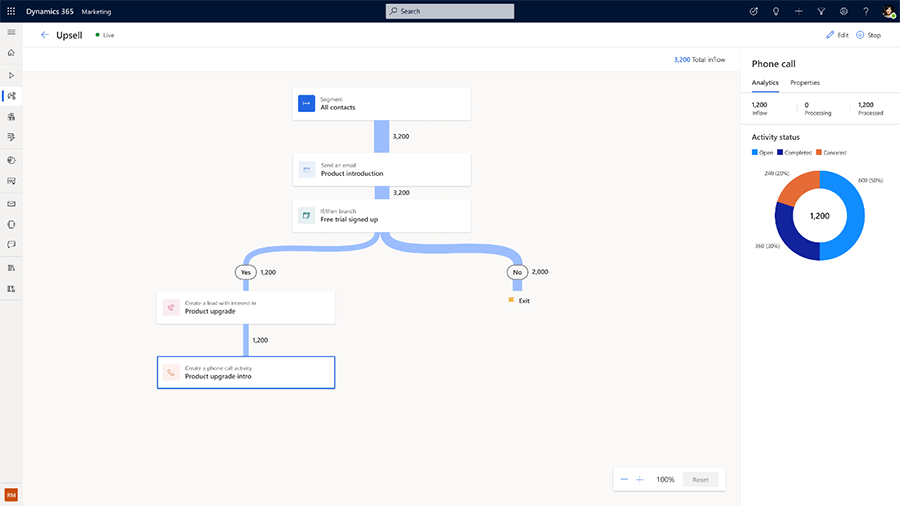 Dynamics 365 Marketing Search
Upsell Live Edit Stop
3,200 Total inflow
Phone call
Analytics Properties
1,200 0 1,200
Inflow Processing Processed
Activity status
Open Completed Canceled
240 (20%) 600 (50%)
1,200
360 (30%)
Segment
All contacts
3,200
Send an email
Product introduction
3,200
If/then branch
Free trial signed up
Yes 1,200 No 2,000
Exit
Create a lead with interest in
Product upgrade
1,200
Create a phone call activity
Product upgrade intro
100% Reset
RM